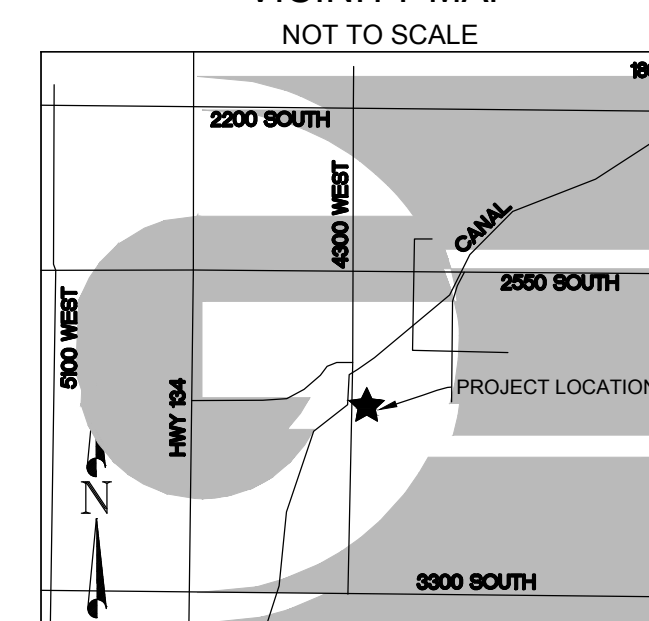 NOT TO SCALE
2200 SOUTH
4300 WEST
CANAL
2550 SOUTH
5100 WEST
HWY 134
PROJECT LOCATION
N
3300 SOUTH